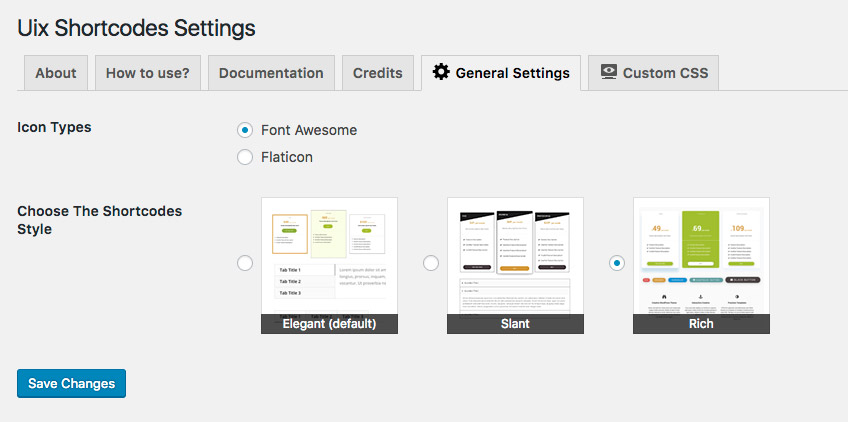 Uix Shortcodes Settings
About
How to use?
Documentation
Credits
General Settings
Custom CSS
Icon Types
Font Awesome
Flaticon
Choose The Shortcodes
Style
49
69
109
Tab Title 1
Tab Title 2
Tab Title 3
Elegant (default)
Slant
Rich
Save Changes